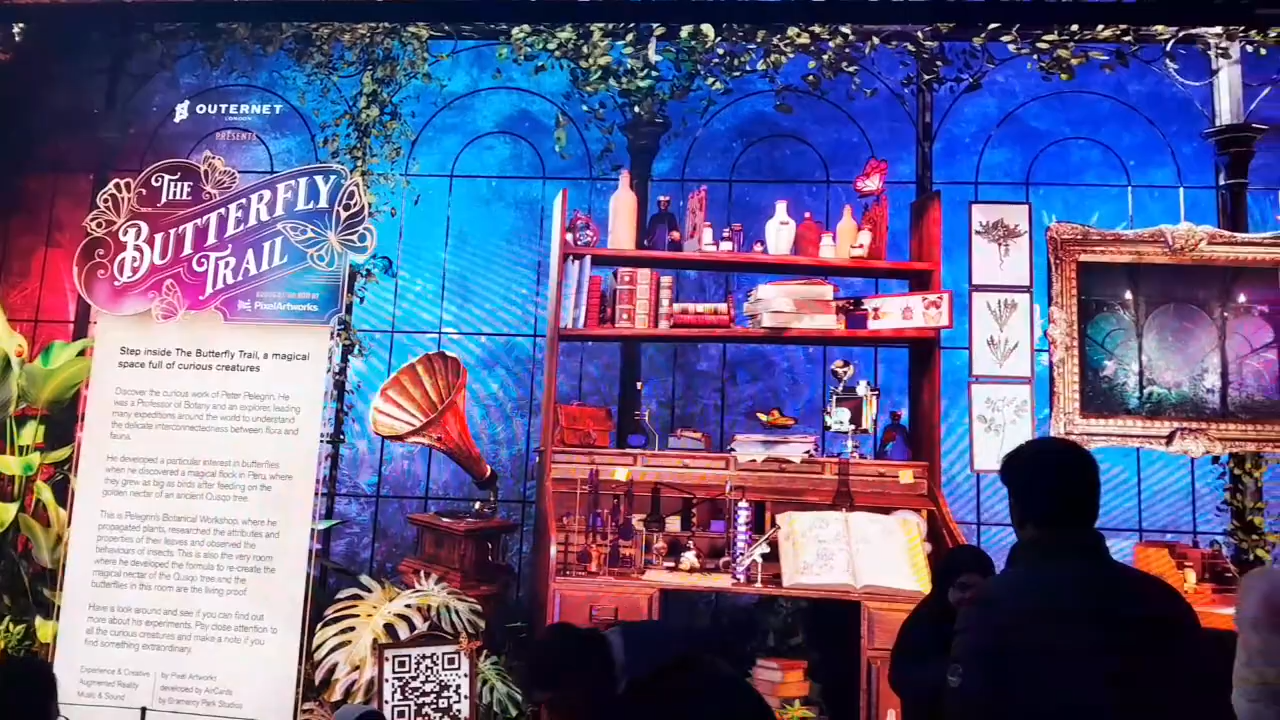 OUTERNET
LONDON
PRESENTS
THE
BUTTERFLY
TRAIL
BROUGHT TO YOU BY
PixelArtworks
Step inside The Butterfly Trail, a magical
space full of curious creatures
Discover the curious work of Peter Pelegrin. He
was a Professor of Botany and an explorer, leading
many expeditions around the world to understand
the delicate interconnectedness between flora and
fauna.
He developed a particular interest in butterflies
when he discovered a magical flock in Peru, where
they grew as big as birds after feeding on the
golden nectar of an ancient Qusqo tree.
This is Pelegrin's Botanical Workshop, where he
propagated plants, researched the attributes and
properties of their leaves and observed the
behaviours of insects. This is also the very room
where he developed the formula to re-create the
magical nectar of the Qusqo tree and the
butterflies in this room are the living proof.
Have a look around and see if you can find out
more about his experiments. Pay close attention to
all the curious creatures and make a note if you
find something extraordinary.
Experience & Creative by Pixel Artworks
Augmented Reality developed by AirCards
Music & Sound by Gramercy Park Studios